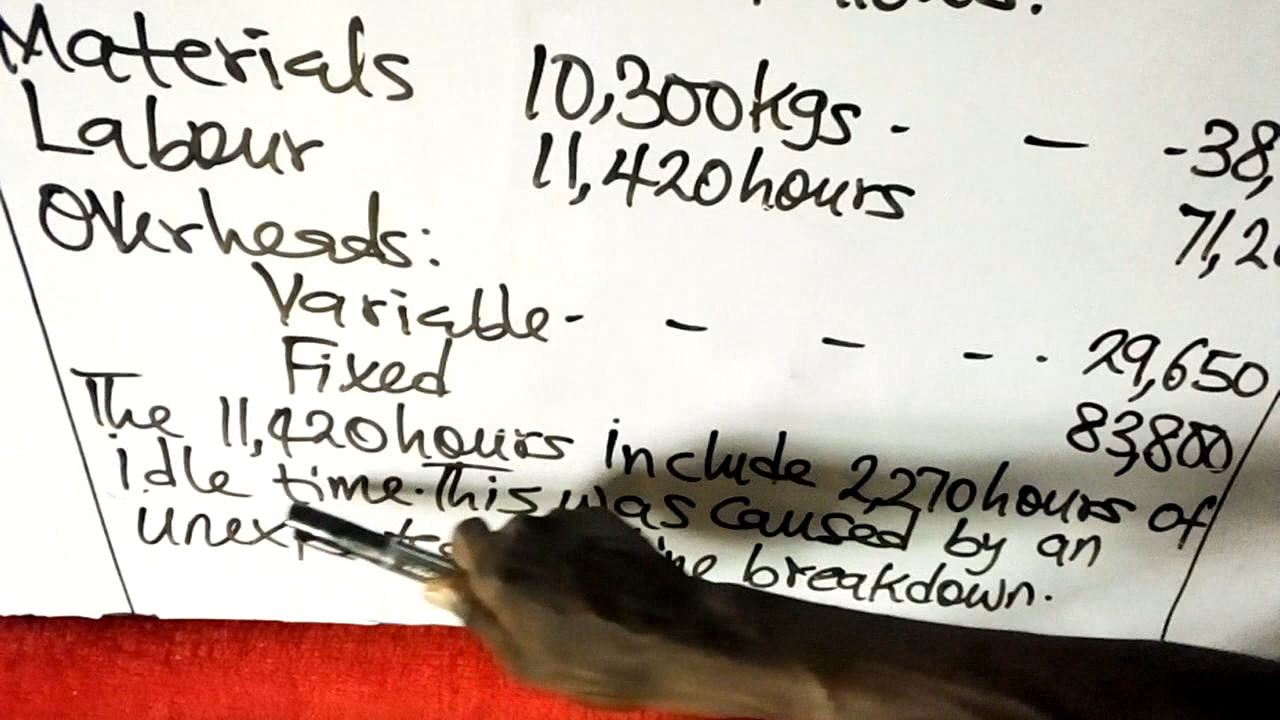 Materials 10,300kgs - - -38,
Labour 11,420hours 71,2
Overheads:
Variable - - - - . 29,650
Fixed 83,800
The 11,420hours include 2,270hours of
idle time. This was caused by an
breakdown.